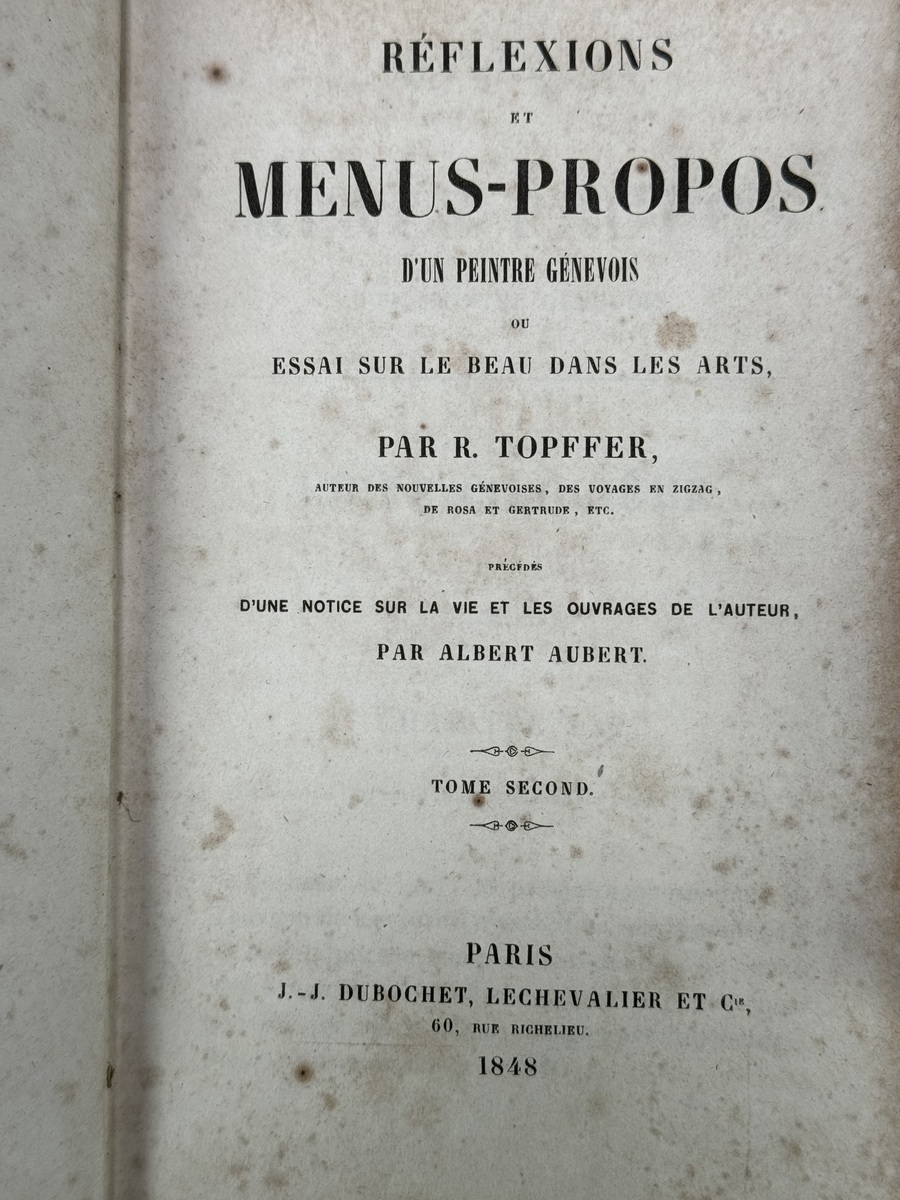 RÉFLEXIONS
ET
MENUS-PROPOS
D'UN PEINTRE GÉNEVOIS
OU
ESSAI SUR LE BEAU DANS LES ARTS,
PAR R. TOPFFER,
AUTEUR DES NOUVELLES GÉNEVOISES, DES VOYAGES EN ZIGZAG,
DE ROSA ET GERTRUDE, ETC.
PRÉCÉDÉS
D'UNE NOTICE SUR LA VIE ET LES OUVRAGES DE L'AUTEUR,
PAR ALBERT AUBERT.
TOME SECOND.
PARIS
J.-J. DUBOCHET, LECHEVALIER ET Cie,
60, RUE RICHELIEU.
1848